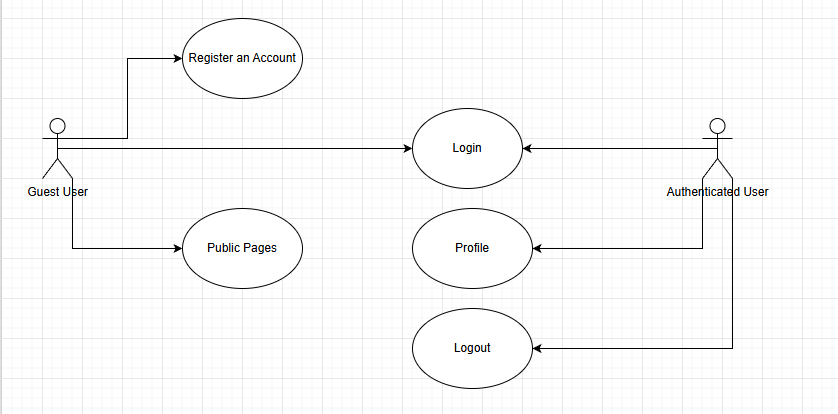 Register an Account
Login
Guest User
Authenticated User
Public Pages
Profile
Logout